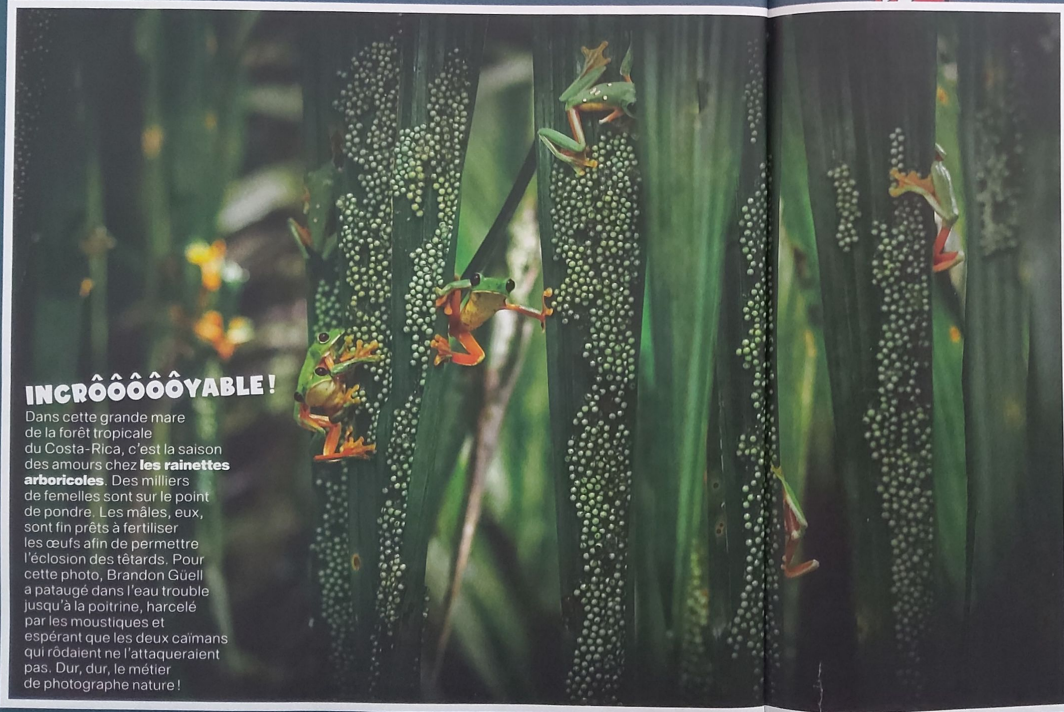 INCRÔÔÔÔÔYABLE!
Dans cette grande mare
de la forêt tropicale
du Costa-Rica, c'est la saison
des amours chez les rainettes
arboricoles. Des milliers
de femelles sont sur le point
de pondre. Les mâles, eux,
sont fin prêts à fertiliser
les œufs afin de permettre
l'éclosion des têtards. Pour
cette photo, Brandon Güell
a pataugé dans l'eau trouble
jusqu'à la poitrine, harcelé
par les moustiques et
espérant que les deux caïmans
qui rôdaient ne l'attaqueraient
pas. Dur, dur, le métier
de photographe nature!